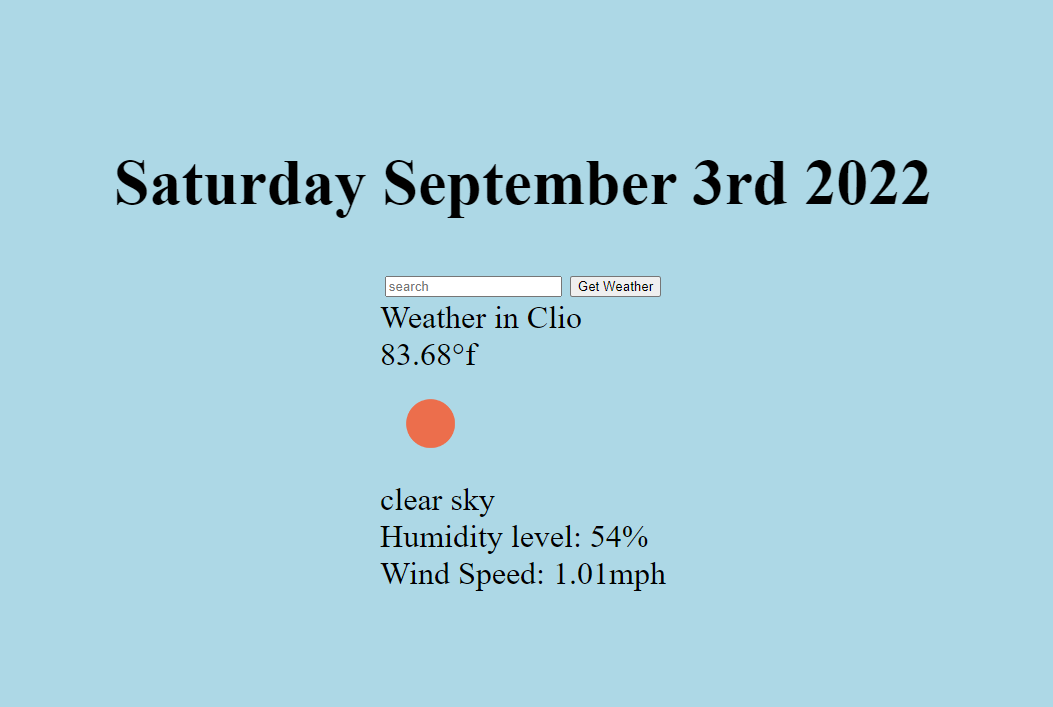 Saturday September 3rd 2022
search Get Weather
Weather in Clio
83.68°f
clear sky
Humidity level: 54%
Wind Speed: 1.01mph